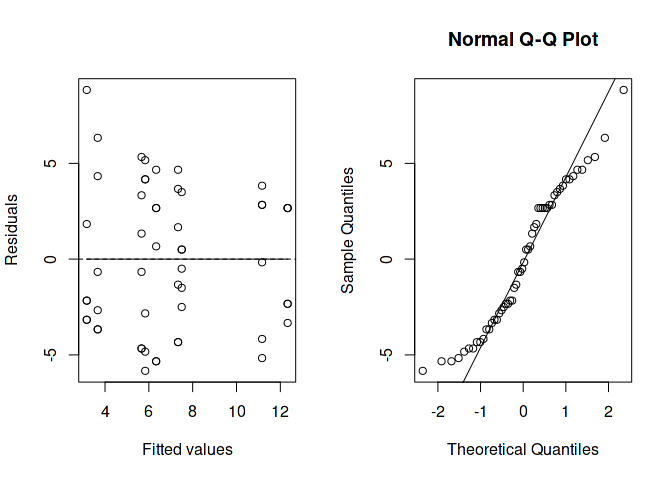 Residuals
5
0
-5
4 6 8 10 12
Fitted values
Normal Q-Q Plot
Sample Quantiles
5
0
-5
-2 -1 0 1 2
Theoretical Quantiles